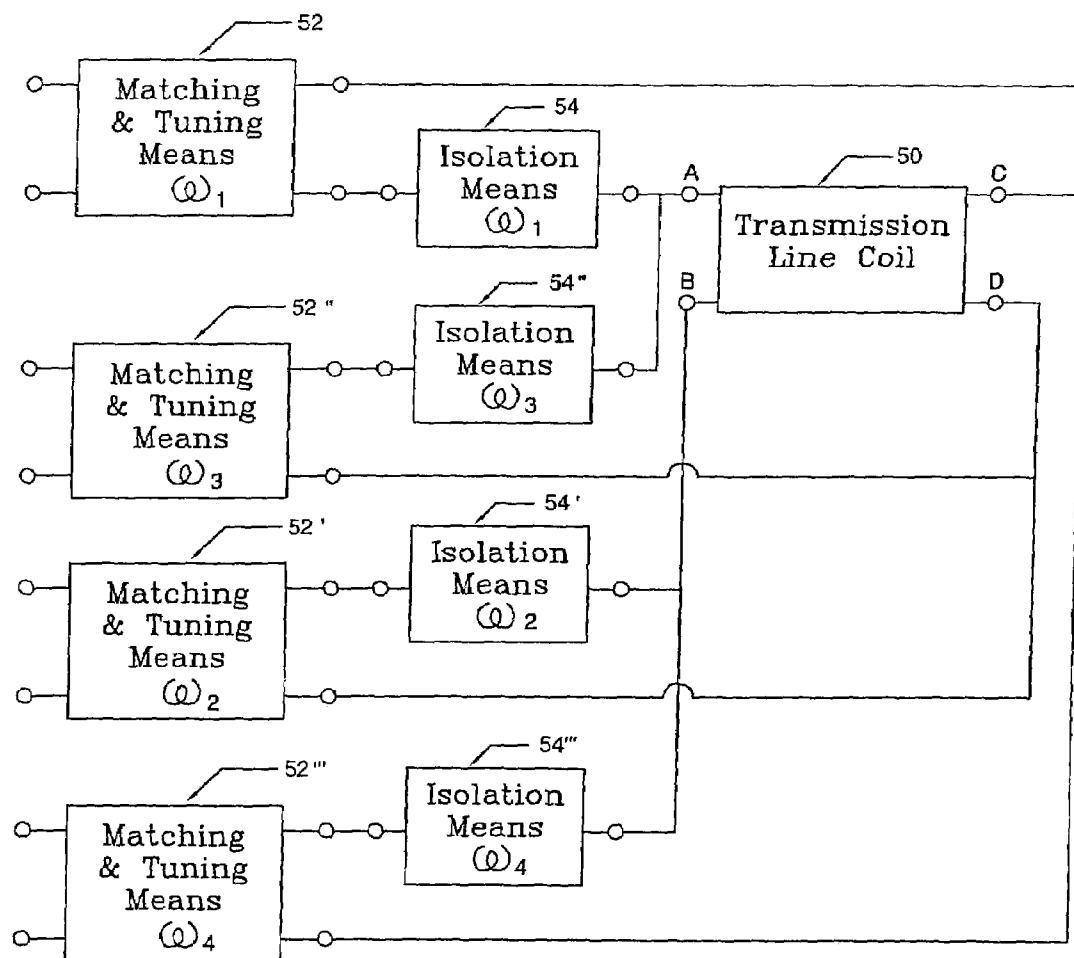 52
Matching
& Tuning
Means
ω1
54
Isolation
Means
ω1
A
50
C
Transmission
Line Coil
B
D
52"
Matching
& Tuning
Means
ω3
54"
Isolation
Means
ω3
52'
Matching
& Tuning
Means
ω2
54'
Isolation
Means
ω2
52'''
Matching
& Tuning
Means
ω4
54'''
Isolation
Means
ω4